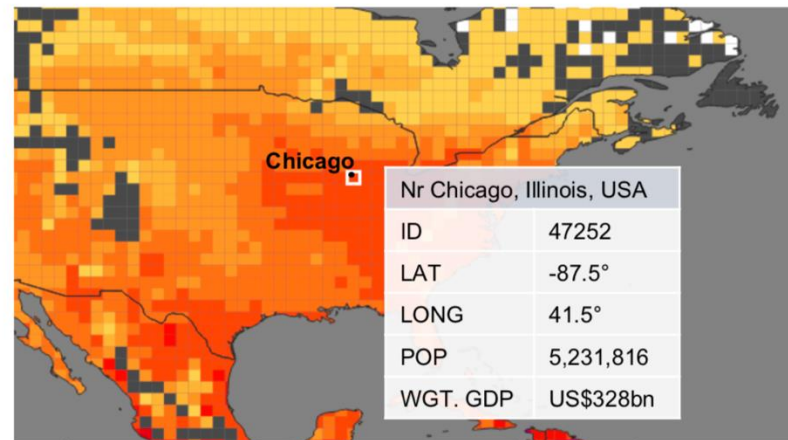 Chicago
Nr Chicago, Illinois, USA
ID 47252
LAT -87.5°
LONG 41.5°
POP 5,231,816
WGT. GDP US$328bn